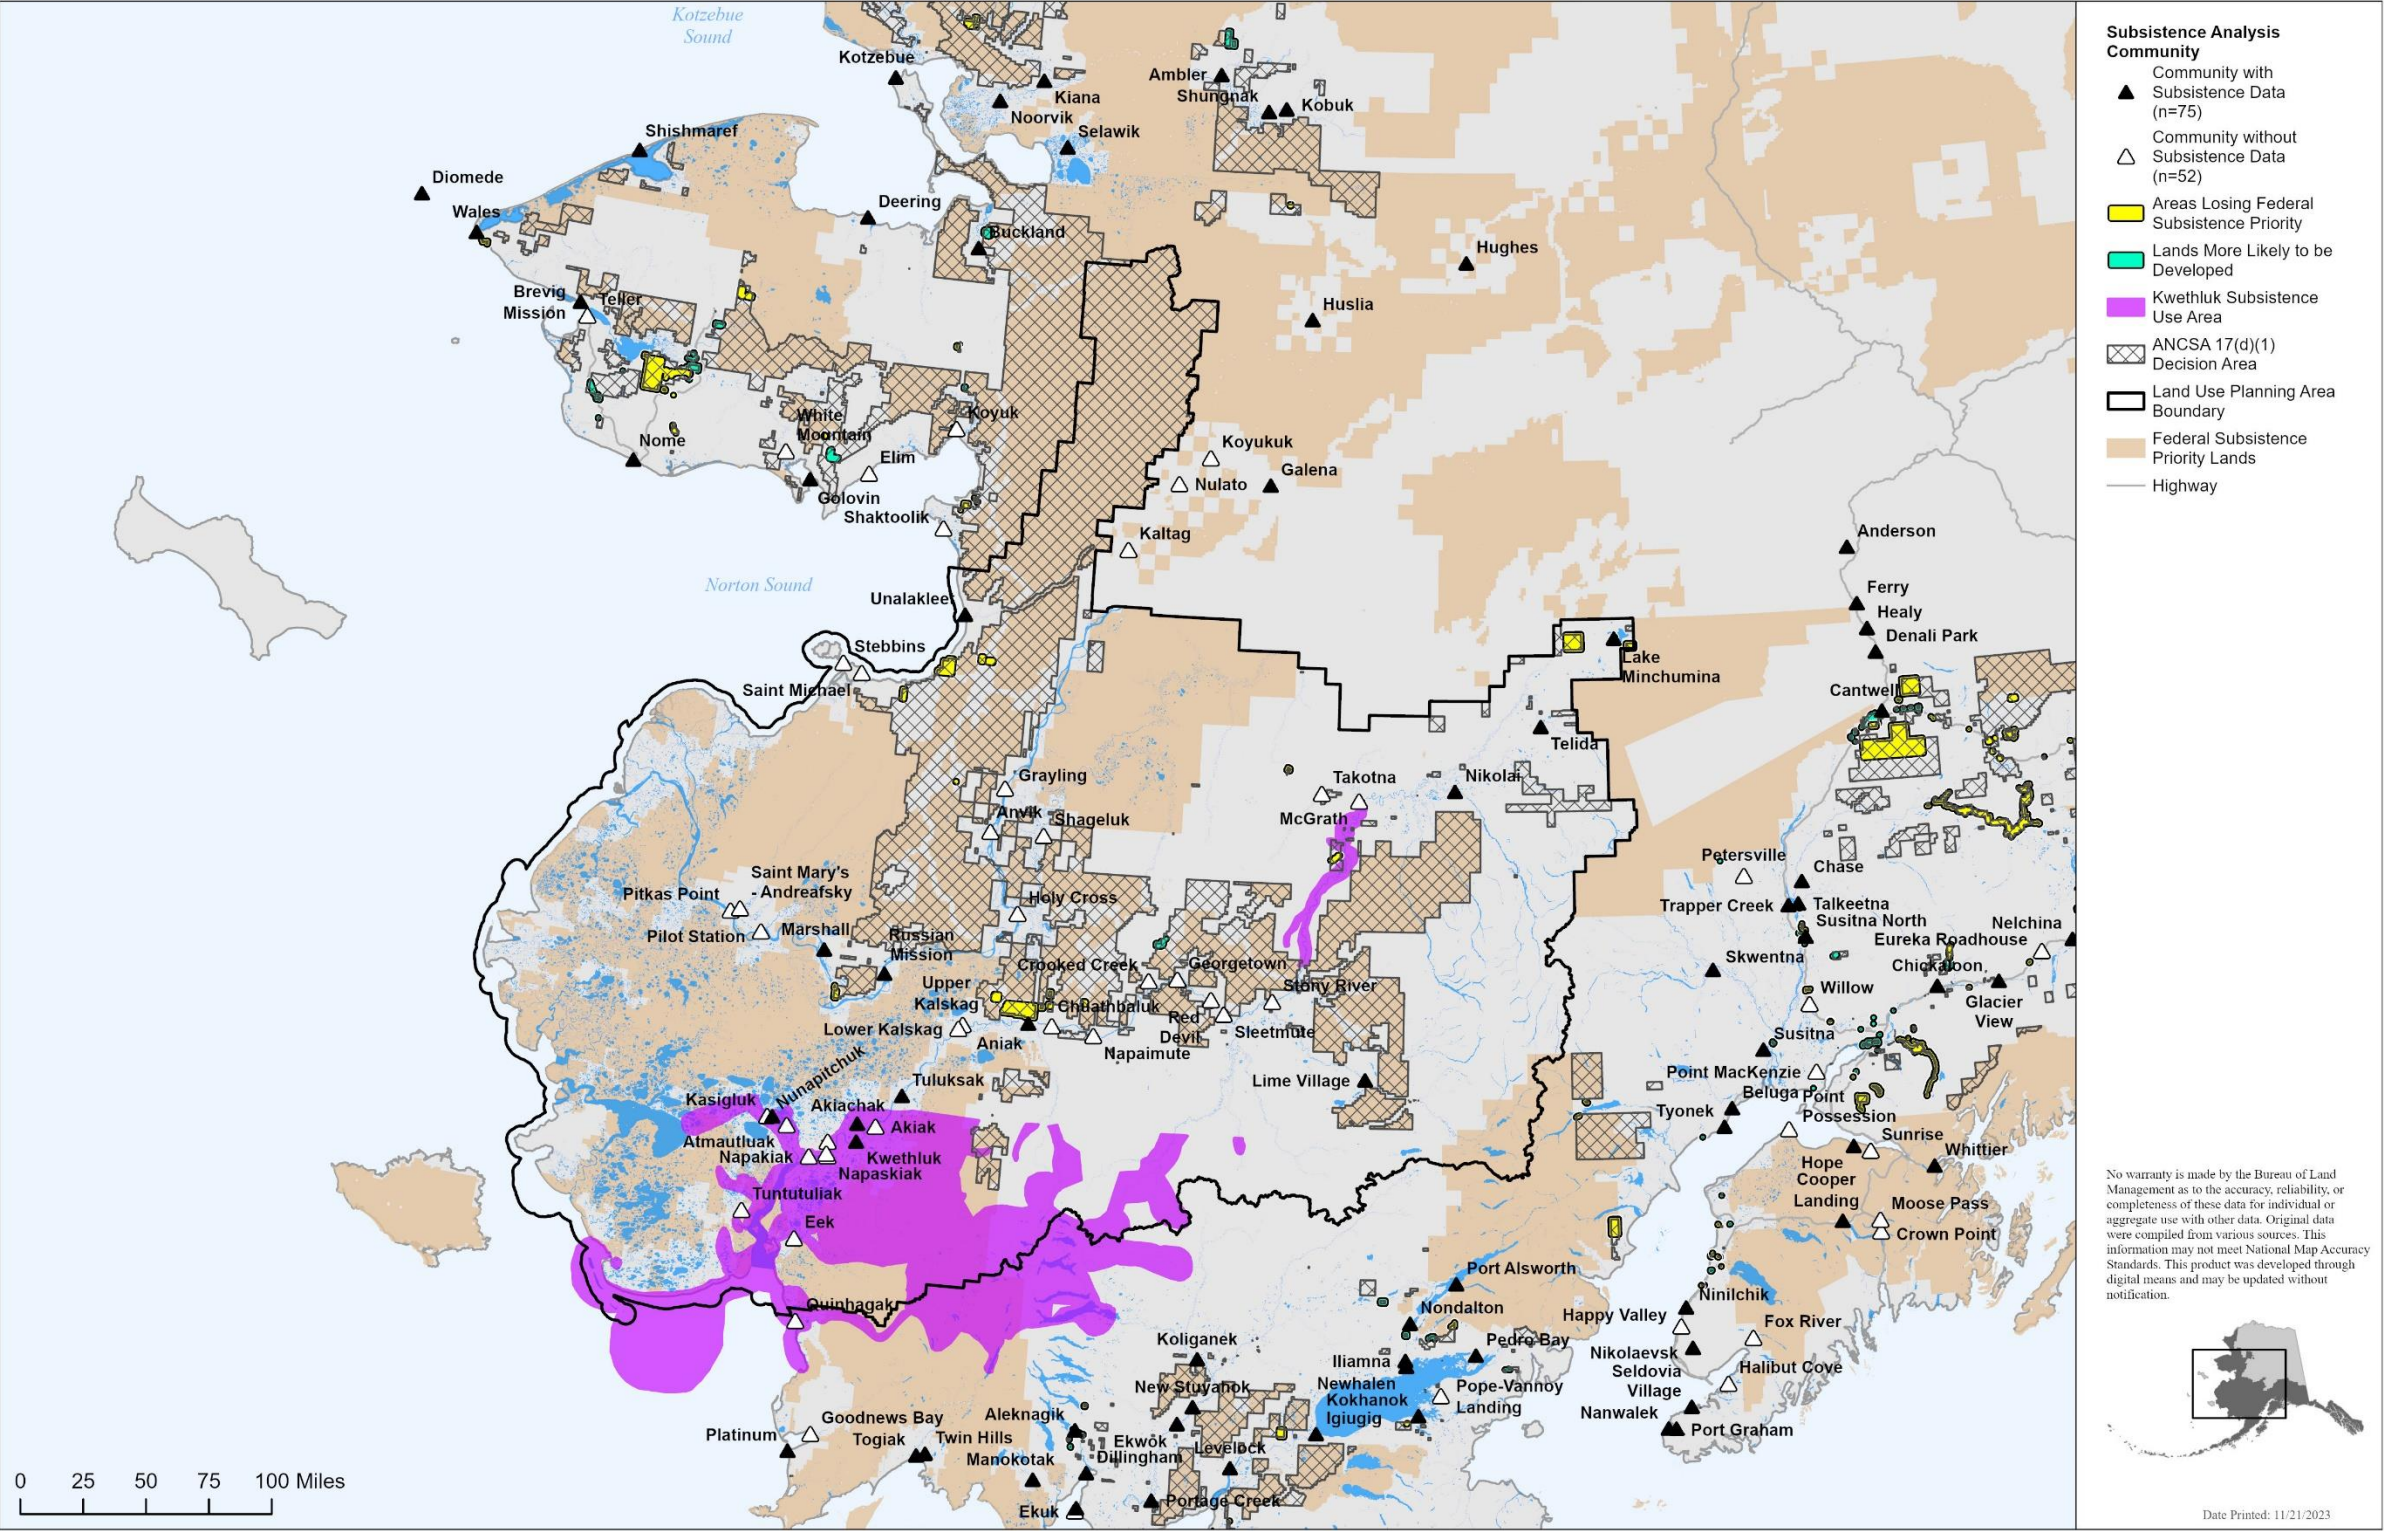 Kotzebue
Sound
Kotzebue
Kiana
Noorvik
Selawik
Ambler
Shungnak
Kobuk
Shishmaref
Diomede
Wales
Deering
Buckland
Hughes
Huslia
Brevig
Mission
Teller
White
Mountain
Koyuk
Nome
Elim
Golovin
Shaktoolik
Koyukuk
Galena
Nulato
Kaltag
Norton Sound
Unalakleet
Stebbins
Saint Michael
Anderson
Ferry
Healy
Denali Park
Lake
Minchumina
Cantwell
Telida
Grayling
Takotna
Nikolai
Anvik
Shageluk
McGrath
Petersville
Chase
Saint Mary's
- Andreafsky
Pitkas Point
Holy Cross
Trapper Creek
Talkeetna
Susitna North
Nelchina
Pilot Station
Marshall
Russian
Mission
Eureka Roadhouse
Skwentna
Chickaloon
Crooked Creek
Georgetown
Upper
Kalskag
Stony River
Willow
Glacier
View
Chuathbaluk
Lower Kalskag
Red
Devil
Sleetmute
Aniak
Napaimute
Susitna
Nunapitchuk
Tuluksak
Lime Village
Point MacKenzie
Kasigluk
Akiachak
Beluga
Point
Possession
Tyonek
Akiak
Atmautluak
Napakiak
Kwethluk
Napaskiak
Sunrise
Whittier
Hope
Cooper
Landing
Tuntutuliak
Moose Pass
Eek
Crown Point
Port Alsworth
Quinhagak
Nondalton
Ninilchik
Happy Valley
Fox River
Koliganek
Pedro Bay
Iliamna
Nikolaevsk
Halibut Cove
Seldovia
Village
New Stuyahok
Newhalen
Kokhanok
Igiugig
Pope-Vannoy
Landing
Nanwalek
Port Graham
Goodnews Bay
Platinum
Togiak
Twin Hills
Aleknagik
Manokotak
Ekwok
Dillingham
Levelock
Portage Creek
Ekuk
0 25 50 75 100 Miles
Subsistence Analysis
Community
Community with
Subsistence Data
(n=75)
Community without
Subsistence Data
(n=52)
Areas Losing Federal
Subsistence Priority
Lands More Likely to be
Developed
Kwethluk Subsistence
Use Area
ANCSA 17(d)(1)
Decision Area
Land Use Planning Area
Boundary
Federal Subsistence
Priority Lands
Highway
No warranty is made by the Bureau of Land
Management as to the accuracy, reliability, or
completeness of these data for individual or
aggregate use with other data. Original data
were compiled from various sources. This
information may not meet National Map Accuracy
Standards. This product was developed through
digital means and may be updated without
notification.
Date Printed: 11/21/2023